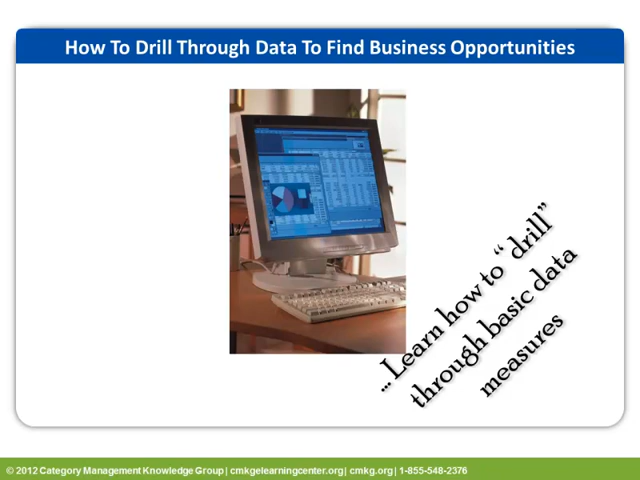 How To Drill Through Data To Find Business Opportunities
...Learn how to “drill”
through basic data
measures
© 2012 Category Management Knowledge Group | cmkgelearningcenter.org| cmkg.org| 1-855-548-2376